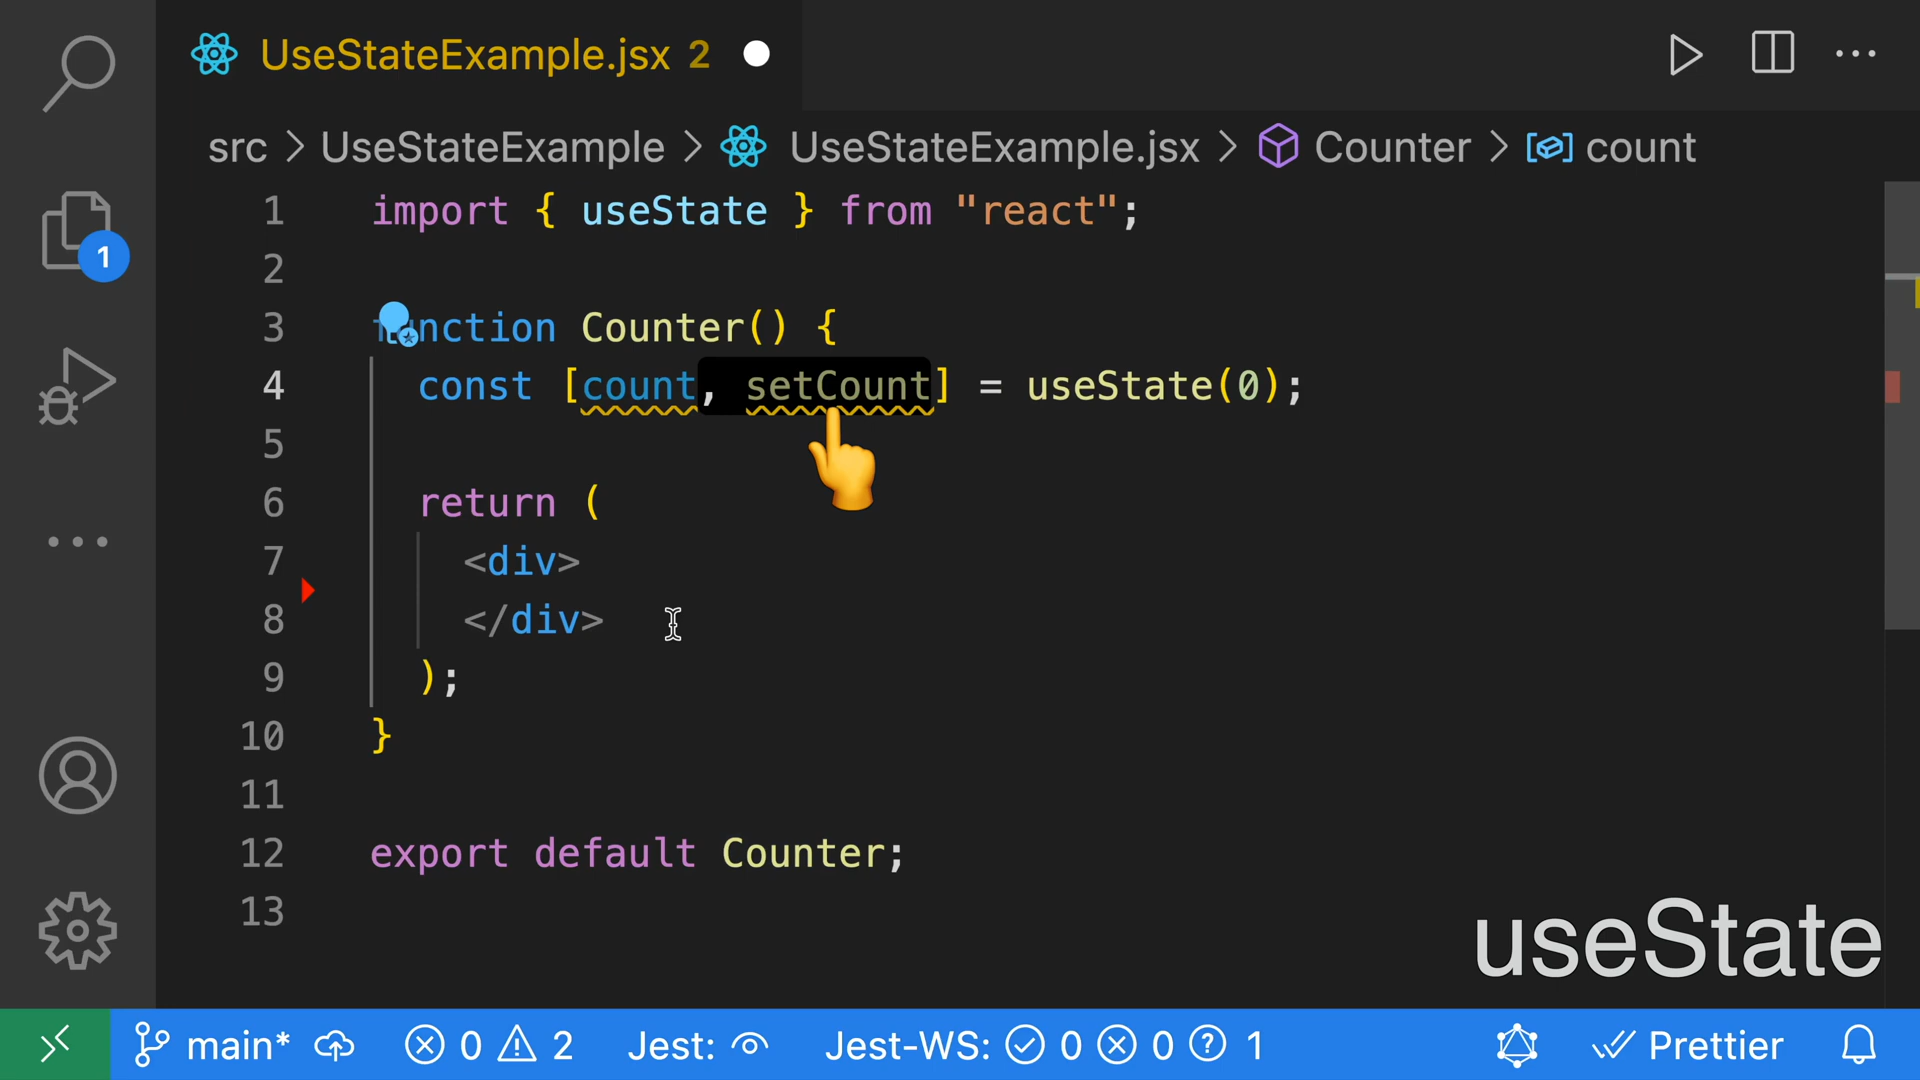 UseStateExample.jsx 2
src > UseStateExample > UseStateExample.jsx > Counter > count
1 import { useState } from "react";
2
3 function Counter() {
4 const [count, setCount] = useState(0);
5
6 return (
7 <div>
8 </div>
9 );
10 }
11
12 export default Counter;
13
1
useState
main* 0 2 Jest: Jest-WS: 0 0 1 Prettier